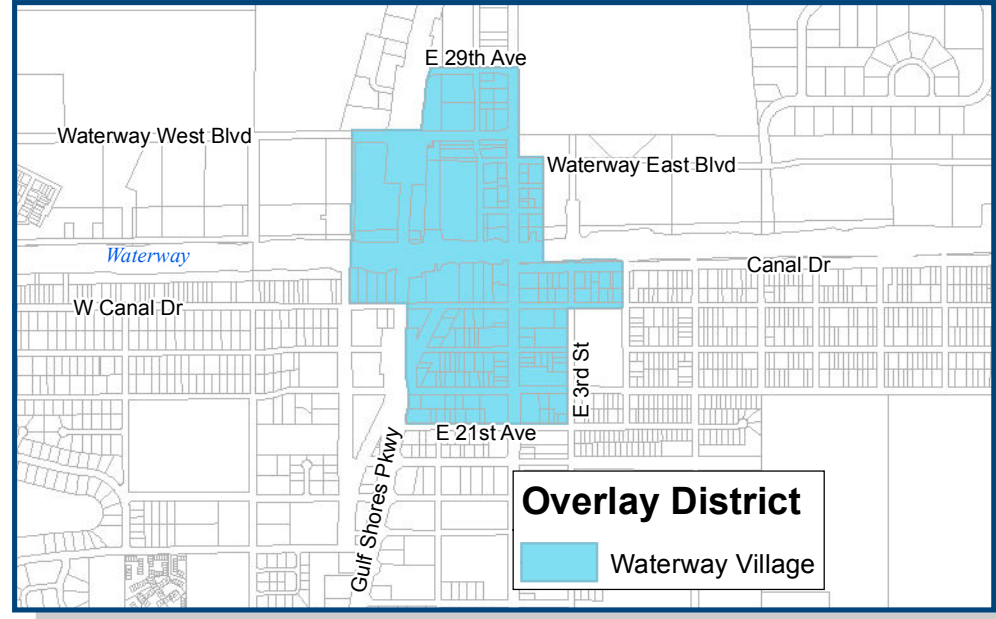 E 29th Ave
Waterway West Blvd
Waterway East Blvd
Waterway
Canal Dr
W Canal Dr
E 3rd St
E 21st Ave
Gulf Shores Pkwy
Overlay District
Waterway Village